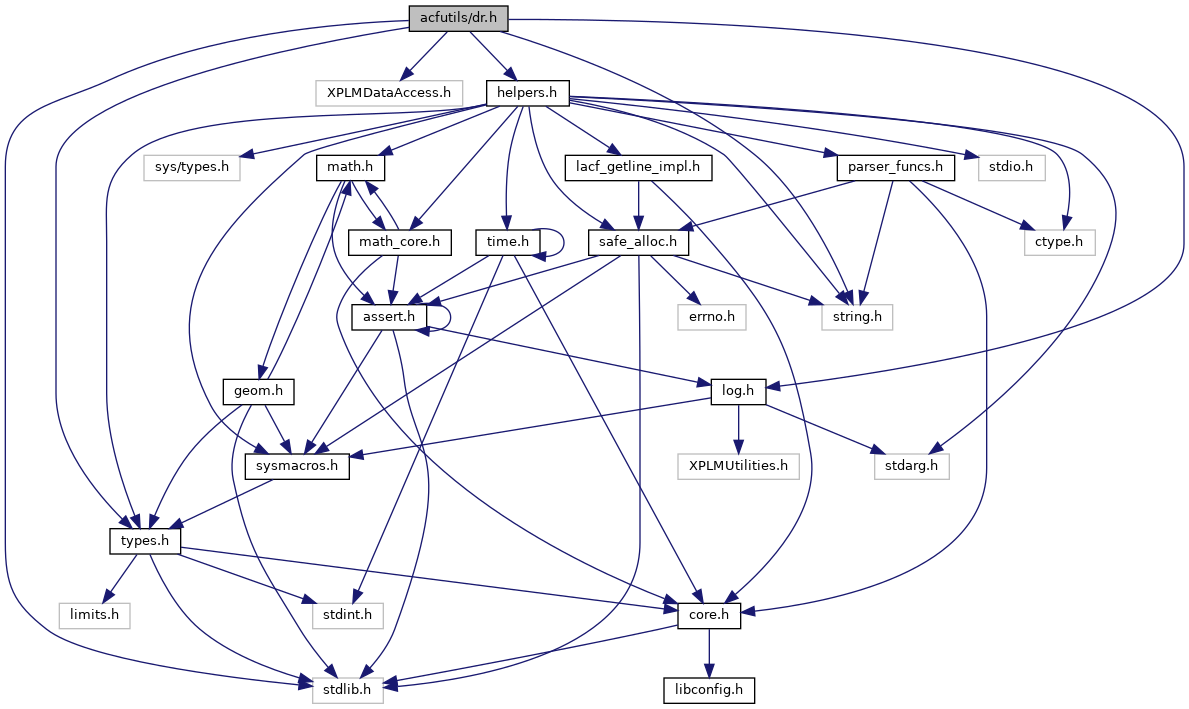 acfutils/dr.h
XPLMDataAccess.h
helpers.h
sys/types.h
math.h
lacf_getline_impl.h
parser_funcs.h
stdio.h
math_core.h
time.h
safe_alloc.h
ctype.h
assert.h
errno.h
string.h
geom.h
log.h
sysmacros.h
XPLMUtilities.h
stdarg.h
types.h
limits.h
stdint.h
core.h
stdlib.h
libconfig.h